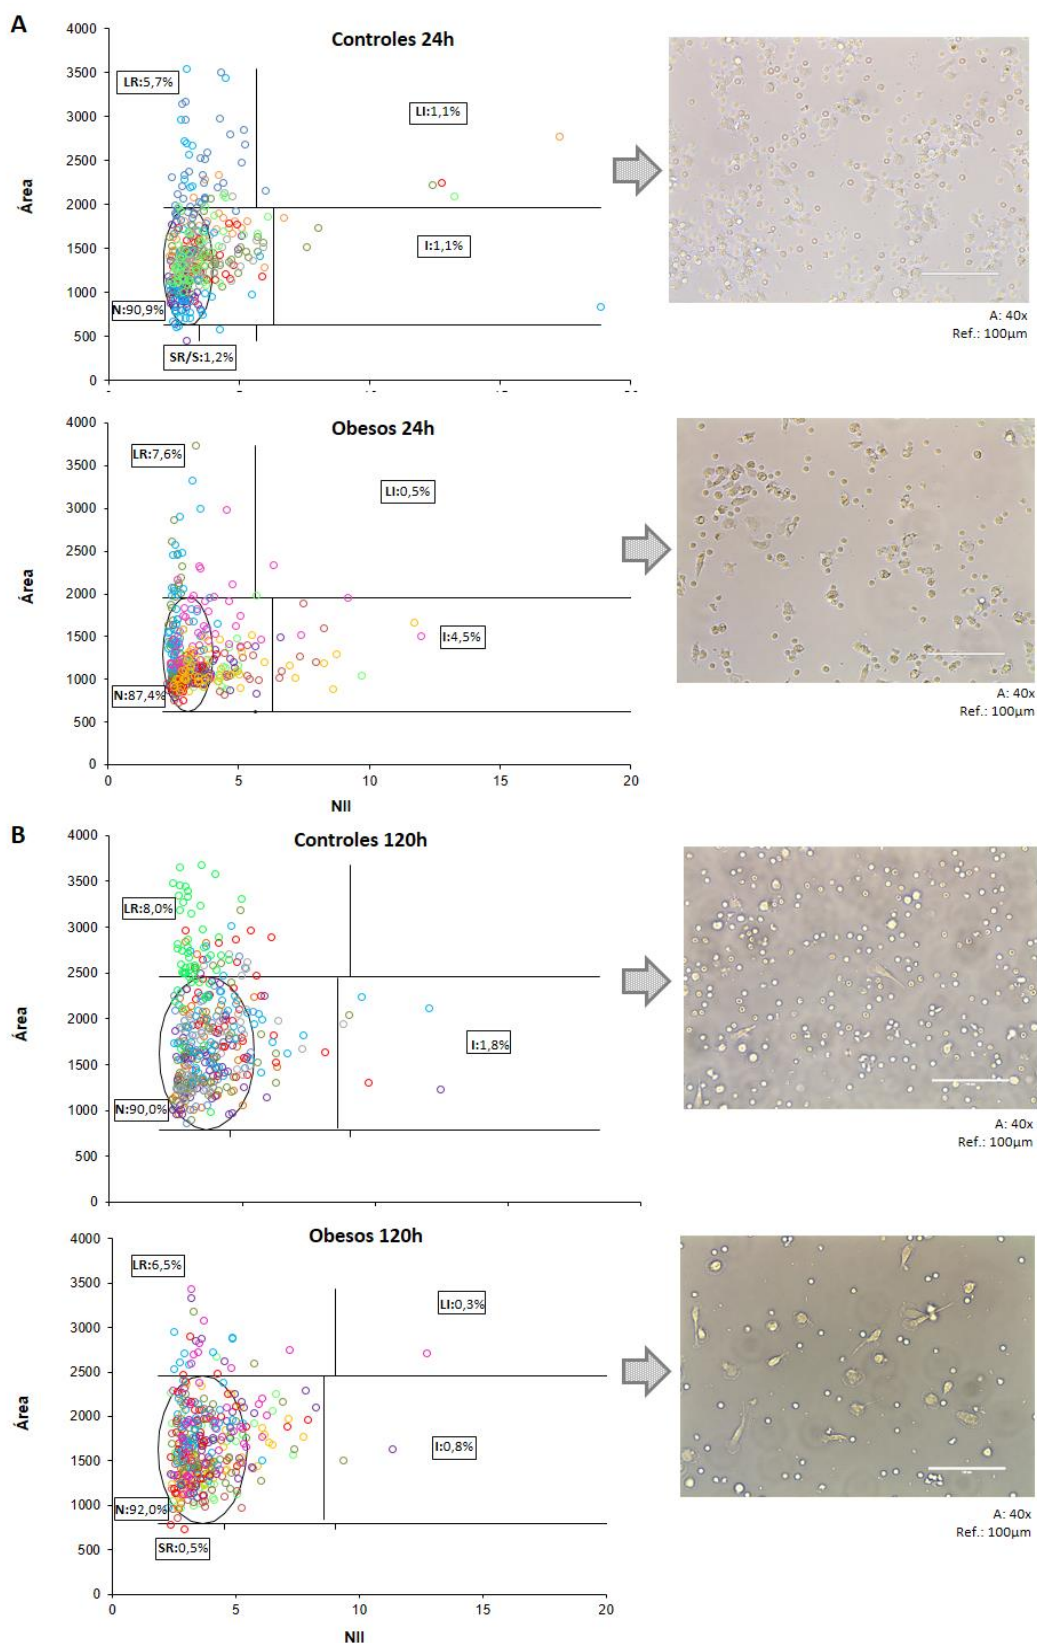 A
Controles 24h
4000
3500
3000
2500
2000
1500
1000
500
0
Área
LR:5,7%
LI:1,1%
I:1,1%
N:90,9%
SR/S:1,2%
5
10
15
A: 40x
Ref.: 100µm
Obesos 24h
4000
3500
3000
2500
2000
1500
1000
500
0
Área
LR:7,6%
LI:0,5%
I:4,5%
N:87,4%
0
5
10
15
20
NII
A: 40x
Ref.: 100µm
B
Controles 120h
4000
3500
3000
2500
2000
1500
1000
500
0
Área
LR:8,0%
I:1,8%
N:90,0%
A: 40x
Ref.: 100µm
Obesos 120h
4000
3500
3000
2500
2000
1500
1000
500
0
Área
LR:6,5%
LI:0,3%
I:0,8%
N:92,0%
SR:0,5%
0
5
10
15
20
NII
A: 40x
Ref.: 100µm